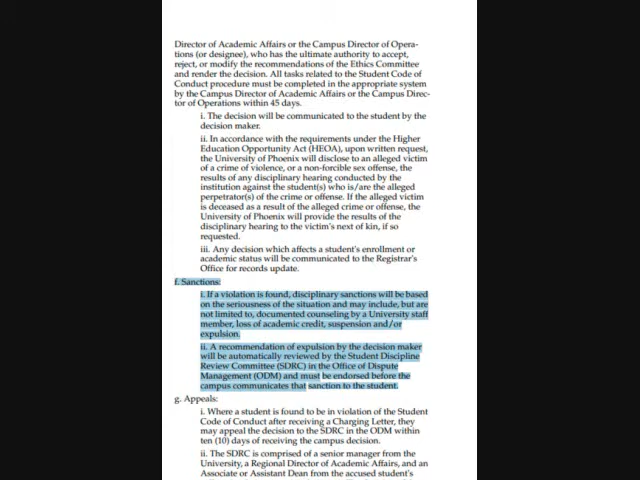 Director of Academic Affairs or the Campus Director of Opera-
tions (or designee), who has the ultimate authority to accept,
reject, or modify the recommendations of the Ethics Committee
and render the decision. All tasks related to the Student Code of
Conduct procedure must be completed in the appropriate system
by the Campus Director of Academic Affairs or the Campus Direc-
tor of Operations within 45 days.
i. The decision will be communicated to the student by the
decision maker.
ii. In accordance with the requirements under the Higher
Education Opportunity Act (HEOA), upon written request,
the University of Phoenix will disclose to an alleged victim
of a crime of violence, or a non-forcible sex offense, the
results of any disciplinary hearing conducted by the
institution against the student(s) who is/are the alleged
perpetrator(s) of the crime or offense. If the alleged victim
is deceased as a result of the alleged crime or offense, the
University of Phoenix will provide the results of the
disciplinary hearing to the victim's next of kin, if so
requested.
iii. Any decision which affects a student's enrollment or
academic status will be communicated to the Registrar's
Office for records update.
f. Sanctions:
i. If a violation is found, disciplinary sanctions will be based
on the seriousness of the situation and may include, but are
not limited to, documented counseling by a University staff
member, loss of academic credit, suspension and/or
expulsion.
ii. A recommendation of expulsion by the decision maker
will be automatically reviewed by the Student Discipline
Review Committee (SDRC) in the Office of Dispute
Management (ODM) and must be endorsed before the
campus communicates that sanction to the student.
g. Appeals:
i. Where a student is found to be in violation of the Student
Code of Conduct after receiving a Charging Letter, they
may appeal the decision to the SDRC in the ODM within
ten (10) days of receiving the campus decision.
ii. The SDRC is comprised of a senior manager from the
University, a Regional Director of Academic Affairs, and an
Associate or Assistant Dean from the accused student's